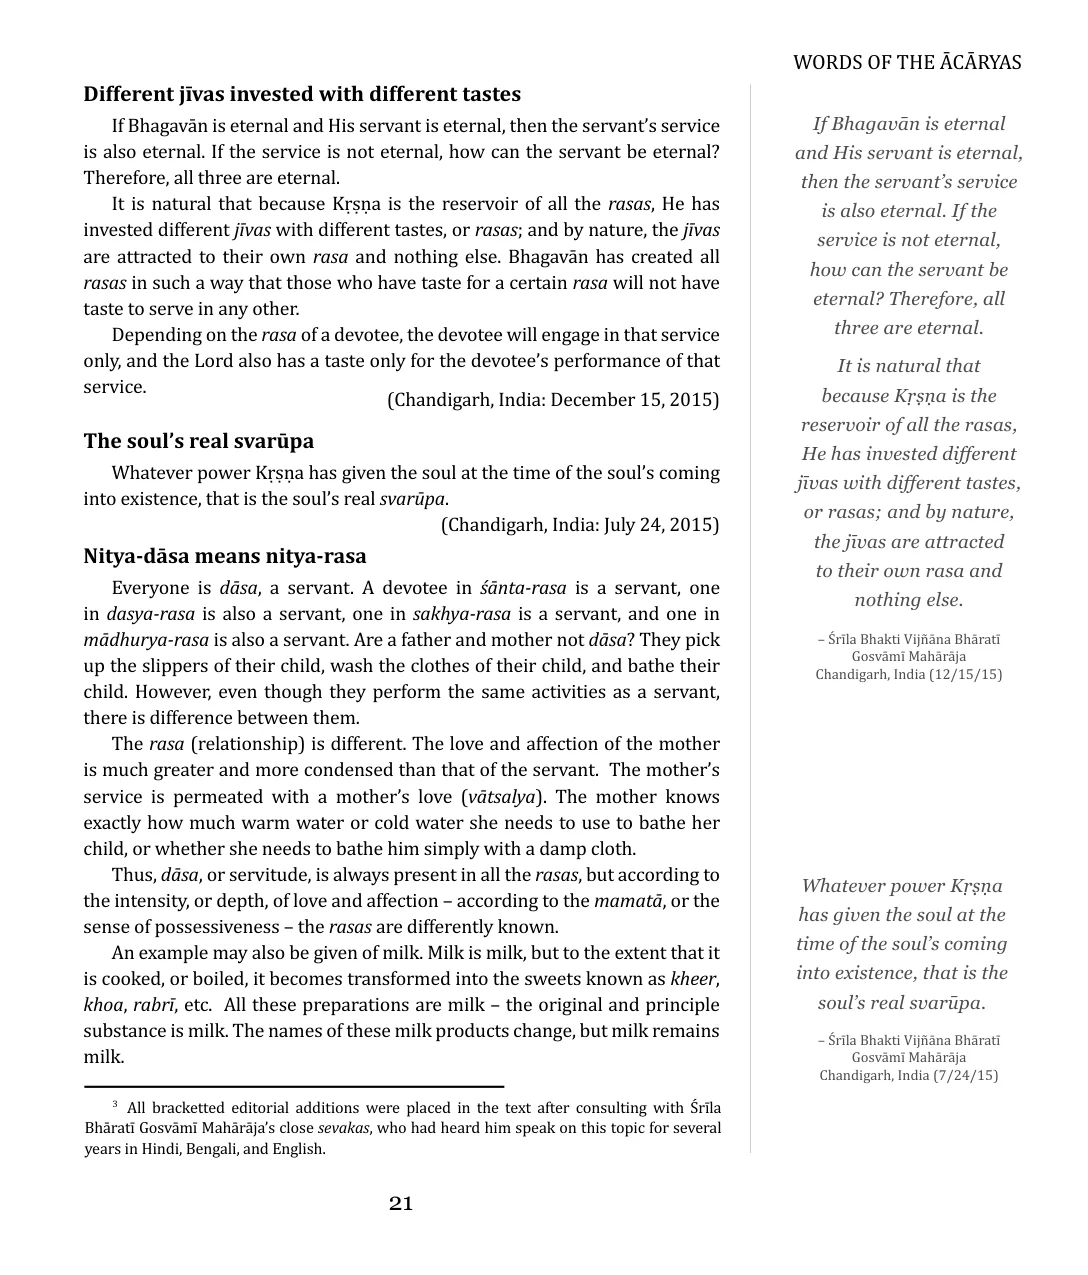 WORDS OF THE ĀCĀRYAS
Different jīvas invested with different tastes
If Bhagavān is eternal and His servant is eternal, then the servant’s service
is also eternal. If the service is not eternal, how can the servant be eternal?
Therefore, all three are eternal.
It is natural that because Kṛṣṇa is the reservoir of all the rasas, He has
invested different jīvas with different tastes, or rasas; and by nature, the jīvas
are attracted to their own rasa and nothing else. Bhagavān has created all
rasas in such a way that those who have taste for a certain rasa will not have
taste to serve in any other.
Depending on the rasa of a devotee, the devotee will engage in that service
only, and the Lord also has a taste only for the devotee’s performance of that
service.
(Chandigarh, India: December 15, 2015)
The soul’s real svarūpa
Whatever power Kṛṣṇa has given the soul at the time of the soul’s coming
into existence, that is the soul’s real svarūpa.
(Chandigarh, India: July 24, 2015)
Nitya-dāsa means nitya-rasa
Everyone is dāsa, a servant. A devotee in śānta-rasa is a servant, one
in dasya-rasa is also a servant, one in sakhya-rasa is a servant, and one in
mādhurya-rasa is also a servant. Are a father and mother not dāsa? They pick
up the slippers of their child, wash the clothes of their child, and bathe their
child. However, even though they perform the same activities as a servant,
there is difference between them.
The rasa (relationship) is different. The love and affection of the mother
is much greater and more condensed than that of the servant. The mother’s
service is permeated with a mother’s love (vātsalya). The mother knows
exactly how much warm water or cold water she needs to use to bathe her
child, or whether she needs to bathe him simply with a damp cloth.
Thus, dāsa, or servitude, is always present in all the rasas, but according to
the intensity, or depth, of love and affection – according to the mamatā, or the
sense of possessiveness – the rasas are differently known.
An example may also be given of milk. Milk is milk, but to the extent that it
is cooked, or boiled, it becomes transformed into the sweets known as kheer,
khoa, rabrī, etc. All these preparations are milk – the original and principle
substance is milk. The names of these milk products change, but milk remains
milk.
3 All bracketted editorial additions were placed in the text after consulting with Śrīla
Bhāratī Gosvāmī Mahārāja’s close sevakas, who had heard him speak on this topic for several
years in Hindi, Bengali, and English.
If Bhagavān is eternal
and His servant is eternal,
then the servant’s service
is also eternal. If the
service is not eternal,
how can the servant be
eternal? Therefore, all
three are eternal.
It is natural that
because Kṛṣṇa is the
reservoir of all the rasas,
He has invested different
jīvas with different tastes,
or rasas; and by nature,
the jīvas are attracted
to their own rasa and
nothing else.
– Śrīla Bhakti Vijñāna Bhāratī
Gosvāmī Mahārāja
Chandigarh, India (12/15/15)
Whatever power Kṛṣṇa
has given the soul at the
time of the soul’s coming
into existence, that is the
soul’s real svarūpa.
– Śrīla Bhakti Vijñāna Bhāratī
Gosvāmī Mahārāja
Chandigarh, India (7/24/15)
21